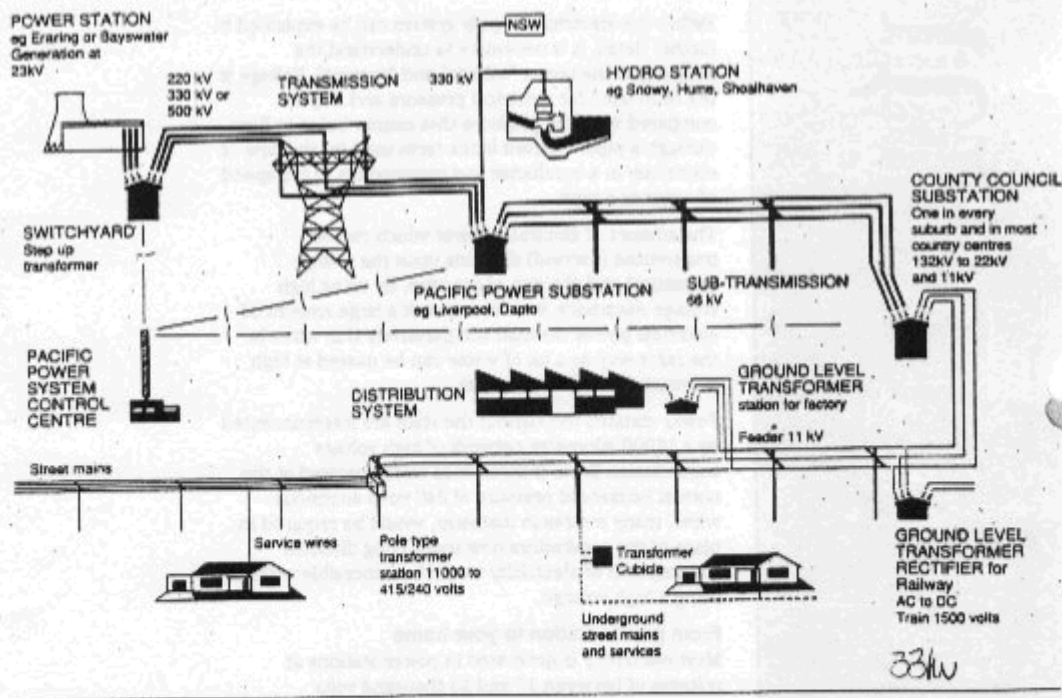 POWER STATION
eg Eraring or Bayswater
Generation at
23kV
220 kV
330 kV or
500 kV
TRANSMISSION
SYSTEM
NSW
330 kV
HYDRO STATION
eg Snowy, Hume, Shoalhaven
SWITCHYARD
Step up
transformer
COUNTY COUNCIL
SUBSTATION
One in every
suburb and in most
country centres
132kV to 22kV
and 11kV
PACIFIC POWER SUBSTATION
eg Liverpool, Dapto
SUB-TRANSMISSION
66 kV
PACIFIC
POWER
SYSTEM
CONTROL
CENTRE
DISTRIBUTION
SYSTEM
GROUND LEVEL
TRANSFORMER
station for factory
Feeder 11 kV
Street mains
Service wires
Pole type
transformer
station 11000 to
415/240 volts
Transformer
Cubicle
Underground
street mains
and services
GROUND LEVEL
TRANSFORMER
RECTIFIER for
Railway
AC to DC
Train 1500 volts